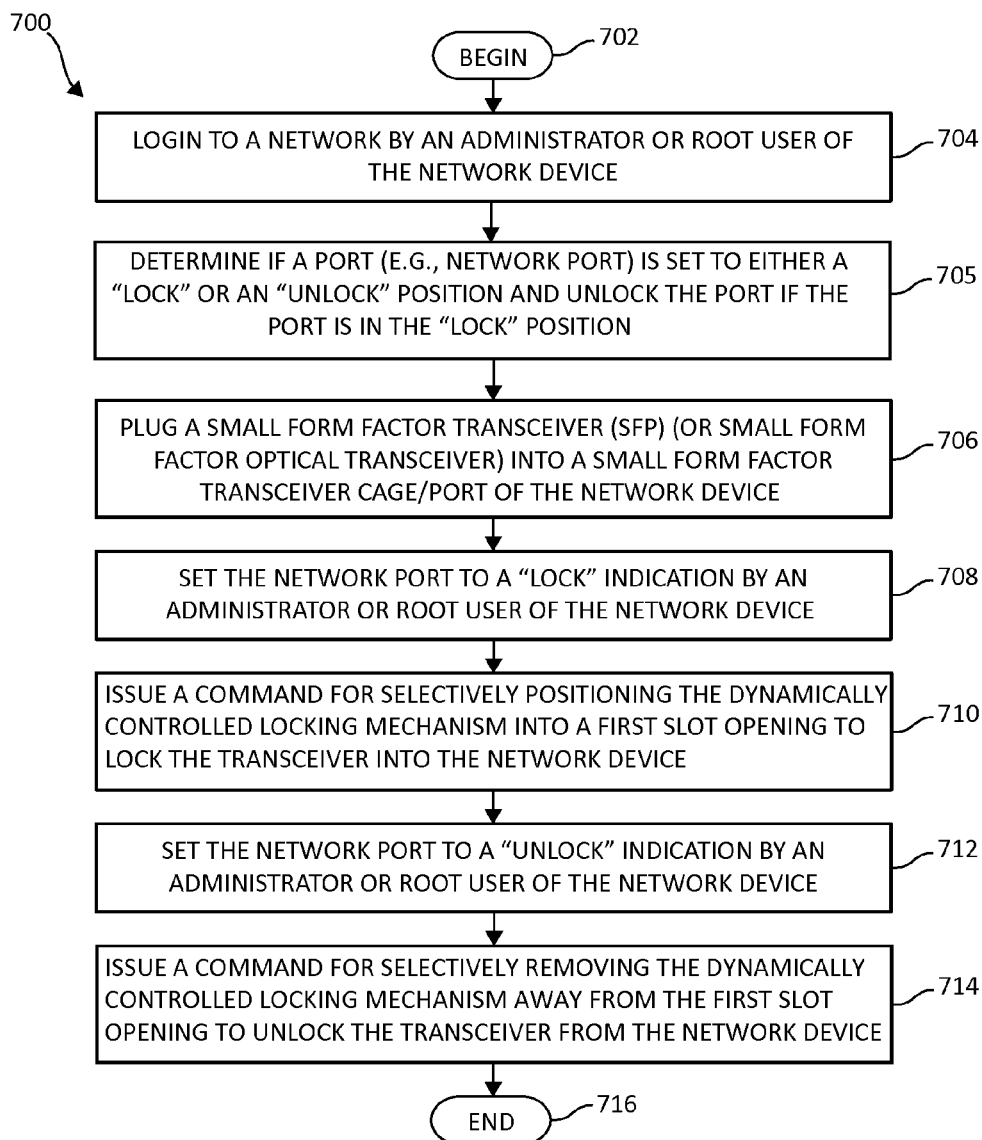 700
BEGIN
702
LOGIN TO A NETWORK BY AN ADMINISTRATOR OR ROOT USER OF
THE NETWORK DEVICE
704
DETERMINE IF A PORT (E.G., NETWORK PORT) IS SET TO EITHER A
“LOCK” OR AN “UNLOCK” POSITION AND UNLOCK THE PORT IF THE
PORT IS IN THE “LOCK” POSITION
705
PLUG A SMALL FORM FACTOR TRANSCEIVER (SFP) (OR SMALL FORM
FACTOR OPTICAL TRANSCEIVER) INTO A SMALL FORM FACTOR
TRANSCEIVER CAGE/PORT OF THE NETWORK DEVICE
706
SET THE NETWORK PORT TO A “LOCK” INDICATION BY AN
ADMINISTRATOR OR ROOT USER OF THE NETWORK DEVICE
708
ISSUE A COMMAND FOR SELECTIVELY POSITIONING THE DYNAMICALLY
CONTROLLED LOCKING MECHANISM INTO A FIRST SLOT OPENING TO
LOCK THE TRANSCEIVER INTO THE NETWORK DEVICE
710
SET THE NETWORK PORT TO A “UNLOCK” INDICATION BY AN
ADMINISTRATOR OR ROOT USER OF THE NETWORK DEVICE
712
ISSUE A COMMAND FOR SELECTIVELY REMOVING THE DYNAMICALLY
CONTROLLED LOCKING MECHANISM AWAY FROM THE FIRST SLOT
OPENING TO UNLOCK THE TRANSCEIVER FROM THE NETWORK DEVICE
714
END
716